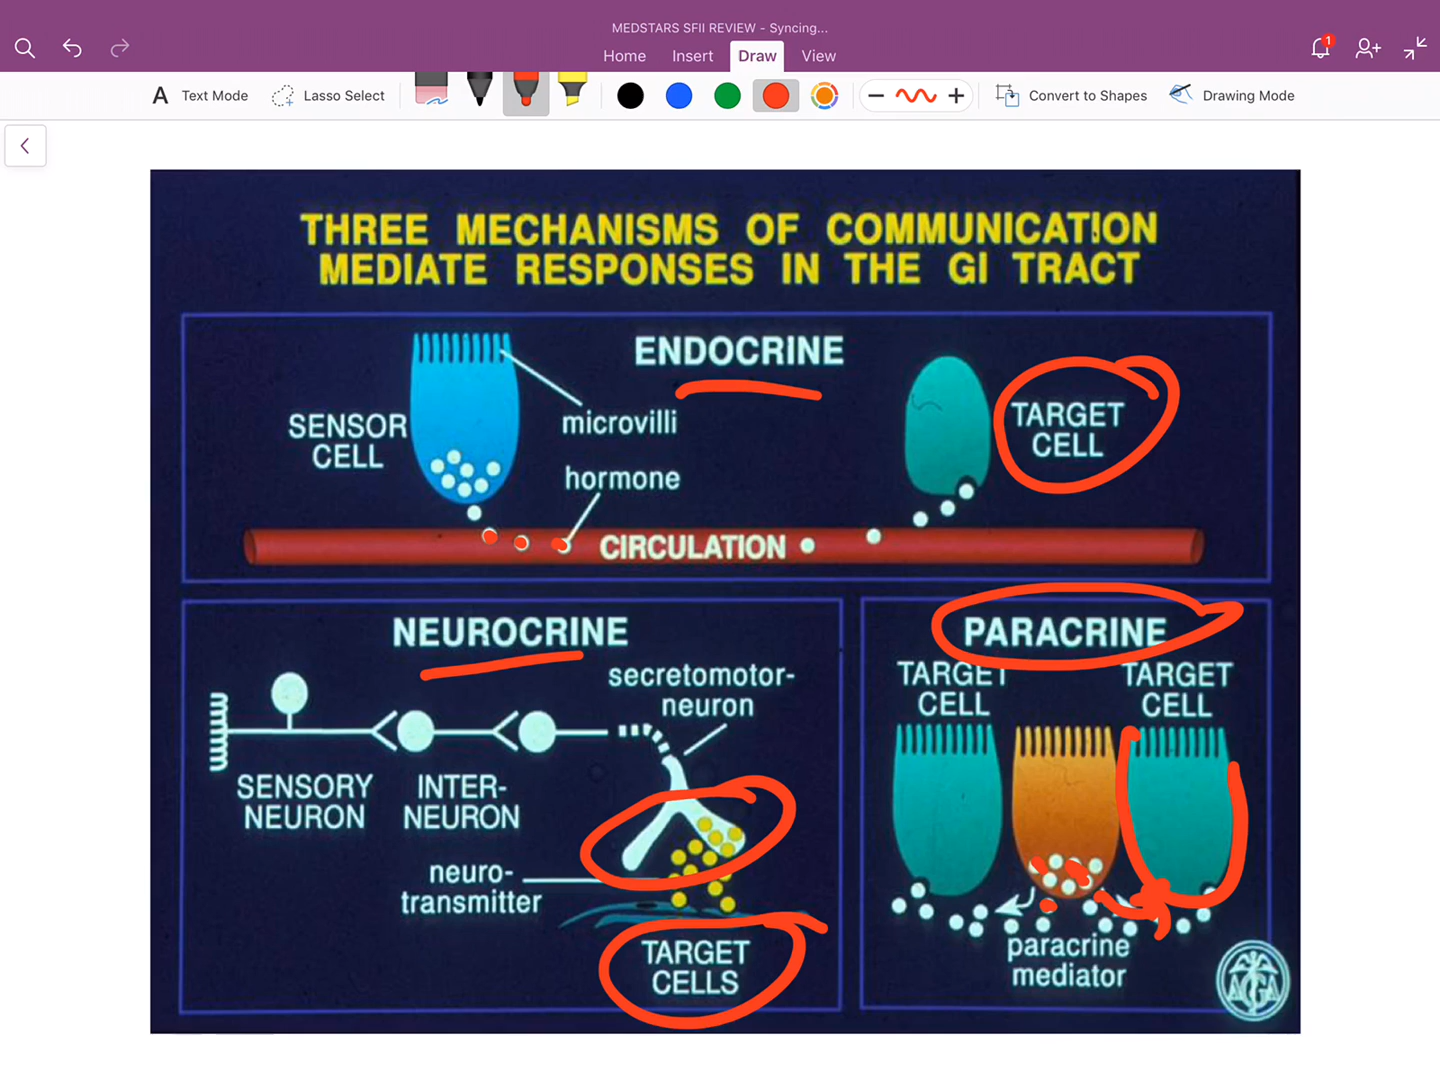 MEDSTARS SFII REVIEW - Syncing...
Home Insert Draw View
1
A Text Mode Lasso Select Convert to Shapes Drawing Mode
THREE MECHANISMS OF COMMUNICATION
MEDIATE RESPONSES IN THE GI TRACT
ENDOCRINE
SENSOR
CELL
microvilli
hormone
TARGET
CELL
CIRCULATION
NEUROCRINE
secretomotor-
neuron
SENSORY
NEURON
INTER-
NEURON
neuro-
transmitter
TARGET
CELLS
PARACRINE
TARGET
CELL
TARGET
CELL
paracrine
mediator
AGA